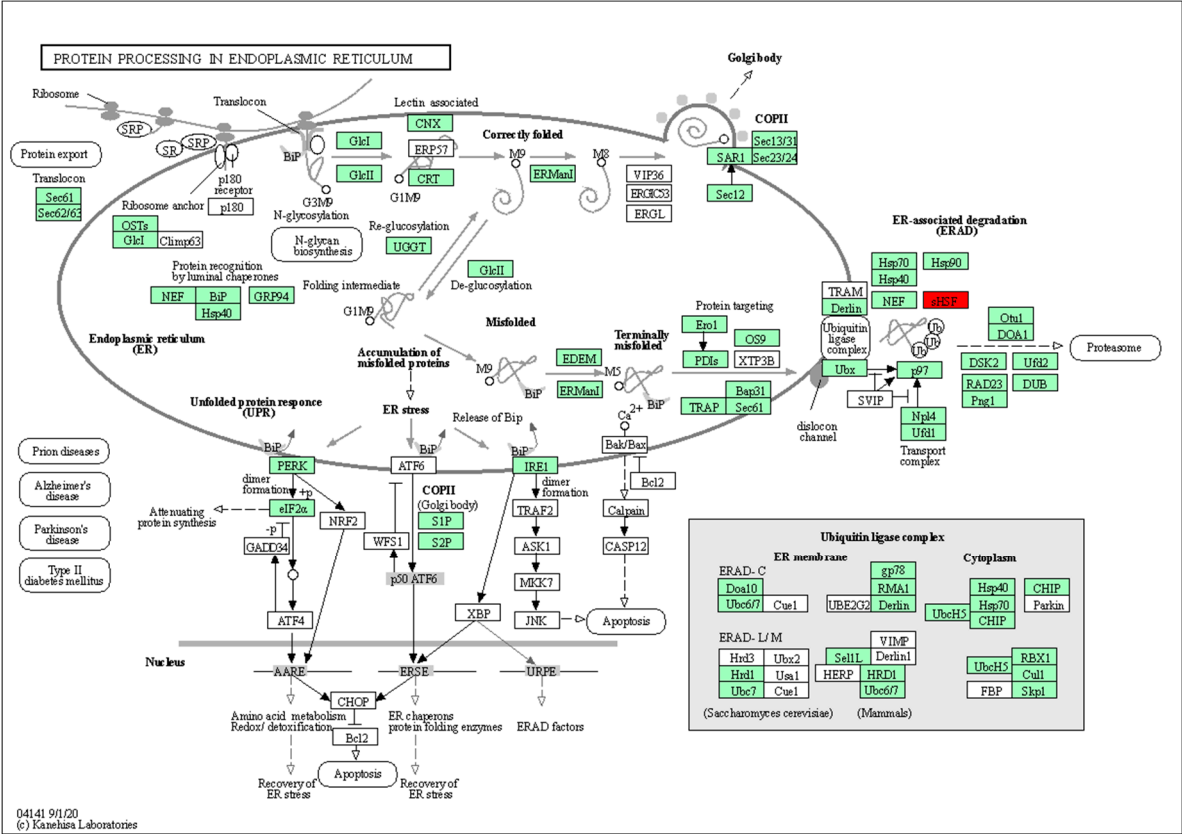 PROTEIN PROCESSING IN ENDOPLASMIC RETICULUM
Golgi body
Ribosome
Translocon
Lectin associated
SRP
SR
SRP
Protein export
Translocon
Sec61
Sec62/63
p180
receptor
p180
Ribosome anchor
OSTs
GlcI
Climp63
BiP
G3M9
N-glycosylation
N-glycan
biosynthesis
GlcI
GlcII
CNX
ERP57
CRT
G1M9
Correctly folded
M9
ERManI
M8
VIP36
ERGIC53
ERGL
COPII
Sec13/31
SAR1
Sec23/24
Sec12
Re-glucosylation
UGGT
GlcII
De-glucosylation
Protein recognition
by luminal chaperones
NEF
BiP
GRP94
Hsp40
Folding intermediate
G1M9
Endoplasmic reticulum
(ER)
Misfolded
Accumulation of
misfolded proteins
M9
BiP
EDEM
ERManI
Terminally
misfolded
M5
BiP
Protein targeting
Ero1
PDIs
OS9
XTP3B
Bap31
TRAP
Sec61
ER-associated degradation
(ERAD)
Hsp70
Hsp90
Hsp40
TRAM
Derlin
NEF
sHSF
Ubiquitin
ligase
complex
Ub
Ub
Ub
Ubx
p97
SVIP
Otu1
DOA1
DSK2
Ufd2
RAD23
DUB
Png1
Proteasome
dislocon
channel
Npl4
Ufd1
Transport
complex
Unfolded protein responce
(UPR)
ER stress
Release of Bip
Ca2+
BiP
BiP
BiP
PERK
ATF6
IRE1
Bak/Bax
Bcl2
Prion diseases
Alzheimer's
disease
Parkinson's
disease
Type II
diabetes mellitus
dimer
formation
+p
eIF2α
Attenuating
protein synthesis
-p
GADD34
NRF2
ATF4
COPII
(Golgi body)
S1P
S2P
WFS1
p50 ATF6
dimer
formation
TRAF2
ASK1
MKK7
JNK
XBP
Calpain
CASP12
Apoptosis
Nucleus
AARE
ERSE
URPE
CHOP
Bcl2
Apoptosis
Amino acid metabolism
Redox/ detoxification
ER chaperons
protein folding enzymes
ERAD factors
Recovery of
ER stress
Recovery of
ER stress
Ubiquitin ligase complex
ER membrane
Cytoplasm
ERAD- C
Doa10
Ubc6/7
Cue1
gp78
RMA1
UBE2G2
Derlin
Hsp40
CHIP
UbcH5
Hsp70
Parkin
CHIP
ERAD- L/ M
Hrd3
Ubx2
Hrd1
Usa1
Ubc7
Cue1
VIMP
Sel1L
Derlin1
HERP
HRD1
Ubc6/7
UbcH5
RBX1
Cul1
FBP
Skp1
(Saccharomyces cerevisiae)
(Mammals)
04141 9/1/20
(c) Kanehisa Laboratories